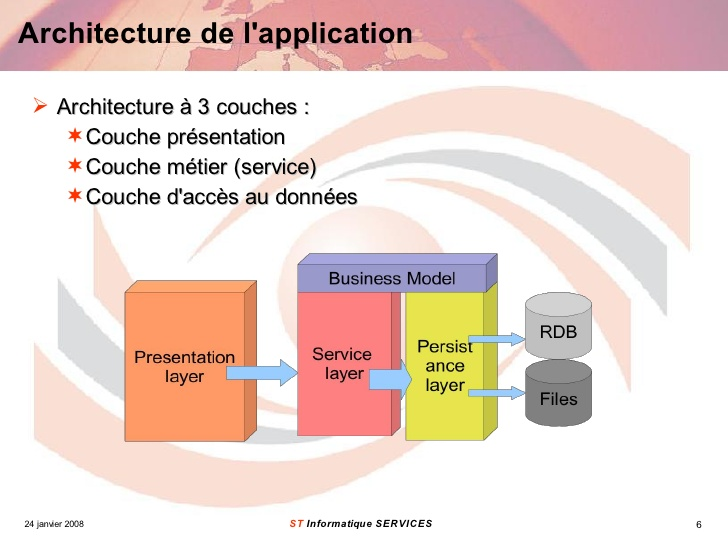 Architecture de l'application
Architecture à 3 couches :
Couche présentation
Couche métier (service)
Couche d'accès au données
Business Model
Presentation
layer
Service
layer
Persist
ance
layer
RDB
Files
24 janvier 2008
ST Informatique SERVICES
6